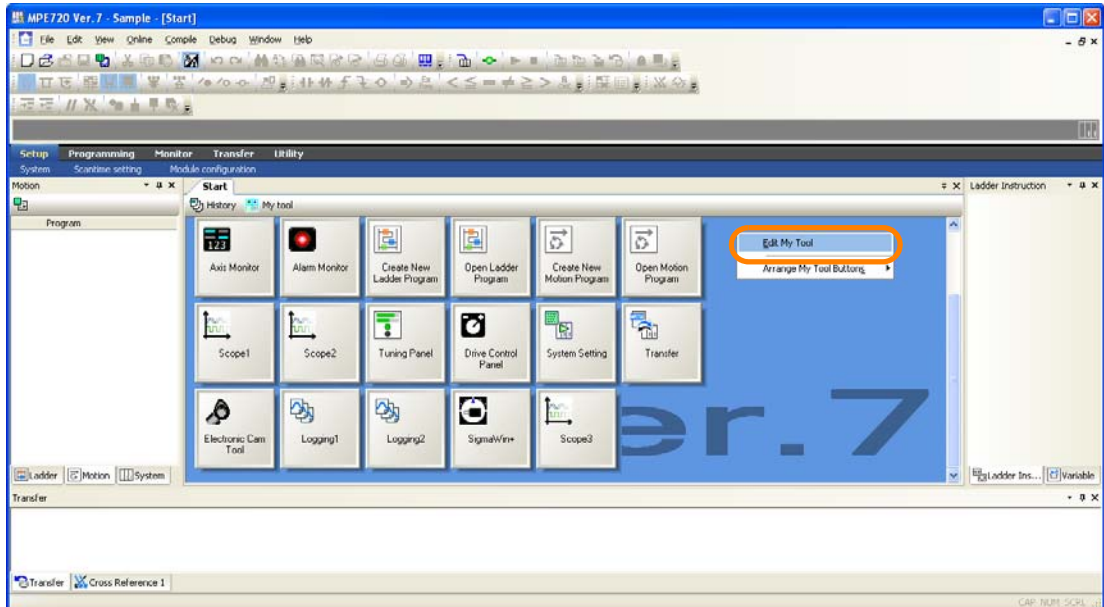 MPE720 Ver. 7 - Sample - [Start]
File Edit View Online Compile Debug Window Help
Setup Programming Monitor Transfer Utility
System Scantime setting Module configuration
Motion
Start
Ladder Instruction
History My tool
Program
123
Axis Monitor
Alarm Monitor
Create New
Ladder Program
Open Ladder
Program
Create New
Motion Program
Open Motion
Program
Edit My Tool
Arrange My Tool Buttons
Scope1
Scope2
Tuning Panel
Drive Control
Panel
System Setting
Transfer
Electronic Cam
Tool
Logging1
Logging2
SigmaWin+
Scope3
er.7
Ladder Motion System
Ladder Ins... Variable
Transfer
Transfer Cross Reference 1
CAP NUM SCRL